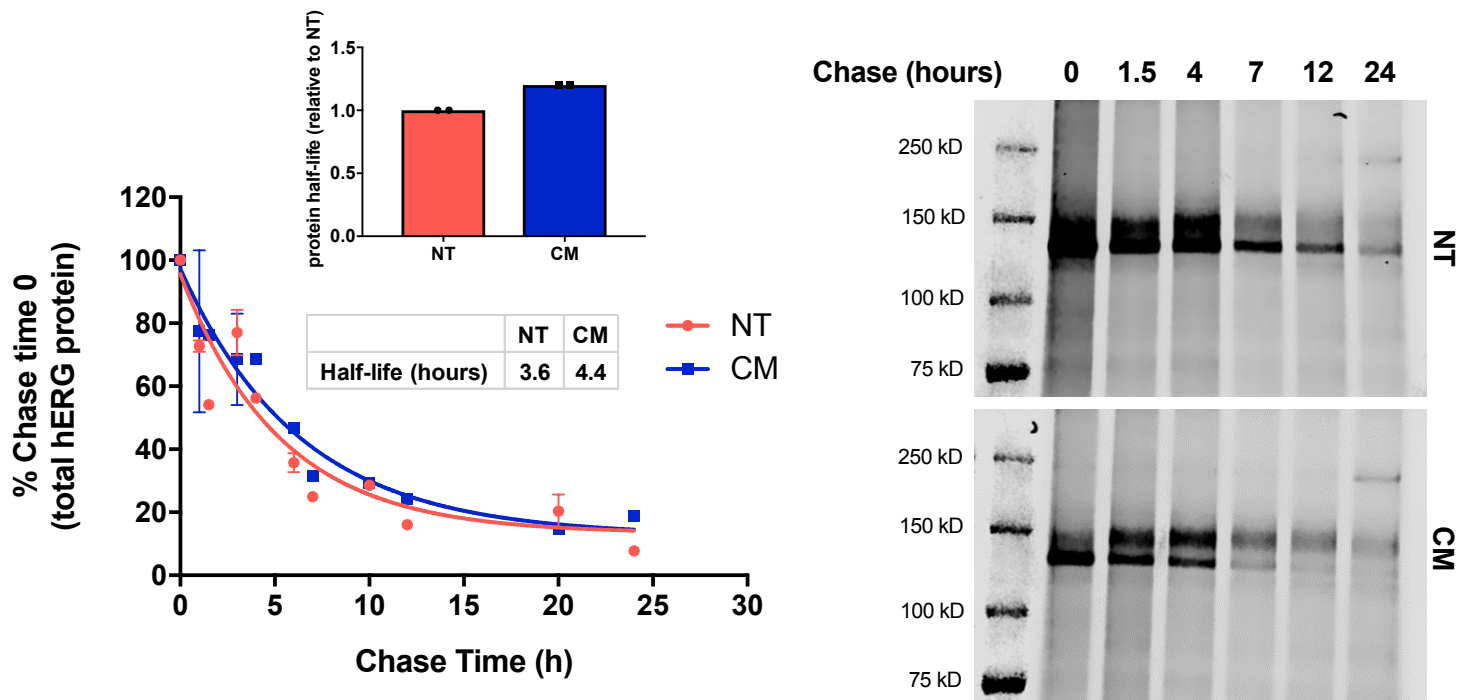 protein half-life (relative to NT)
1.5
1.0
0.5
0.0
NT CM
% Chase time 0
(total hERG protein)
120
100
80
60
40
20
0
0 5 10 15 20 25 30
Chase Time (h)
NT CM
Half-life (hours) 3.6 4.4
NT
CM
Chase (hours) 0 1.5 4 7 12 24
250 kD
150 kD
100 kD
75 kD
NT
250 kD
150 kD
100 kD
75 kD
CM